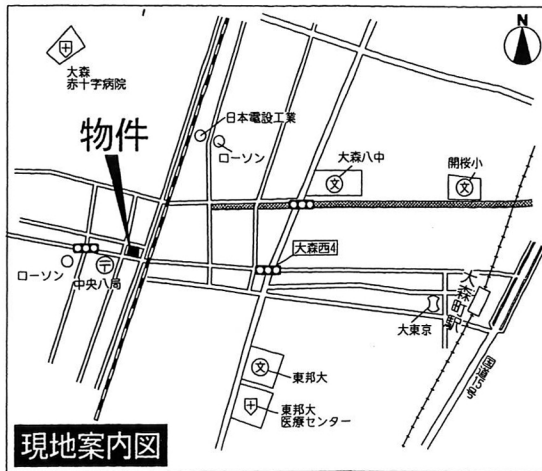 N
大森
赤十字病院
日本電設工業
物件
ローソン
大森八中
文
開桜小
文
大森西4
ローソン
〒
中央八局
大森町駅
大東京
国道15号
文
東邦大
東邦大
医療センター
現地案内図